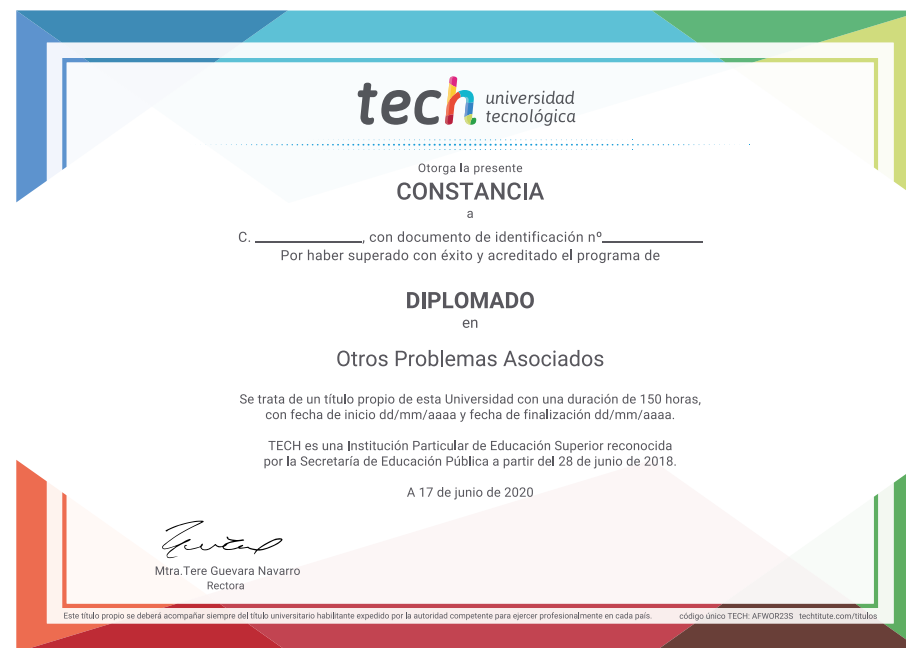 tech universidad
tecnológica
Otorga la presente
CONSTANCIA
a
C. ____________, con documento de identificación nº____________
Por haber superado con éxito y acreditado el programa de
DIPLOMADO
en
Otros Problemas Asociados
Se trata de un título propio de esta Universidad con una duración de 150 horas,
con fecha de inicio dd/mm/aaaa y fecha de finalización dd/mm/aaaa.
TECH es una Institución Particular de Educación Superior reconocida
por la Secretaría de Educación Pública a partir del 28 de junio de 2018.
A 17 de junio de 2020
Mtra.Tere Guevara Navarro
Rectora
Este título propio se deberá acompañar siempre del título universitario habilitante expedido por la autoridad competente para ejercer profesionalmente en cada país. código único TECH: AFWOR23S techtitute.com/titulos